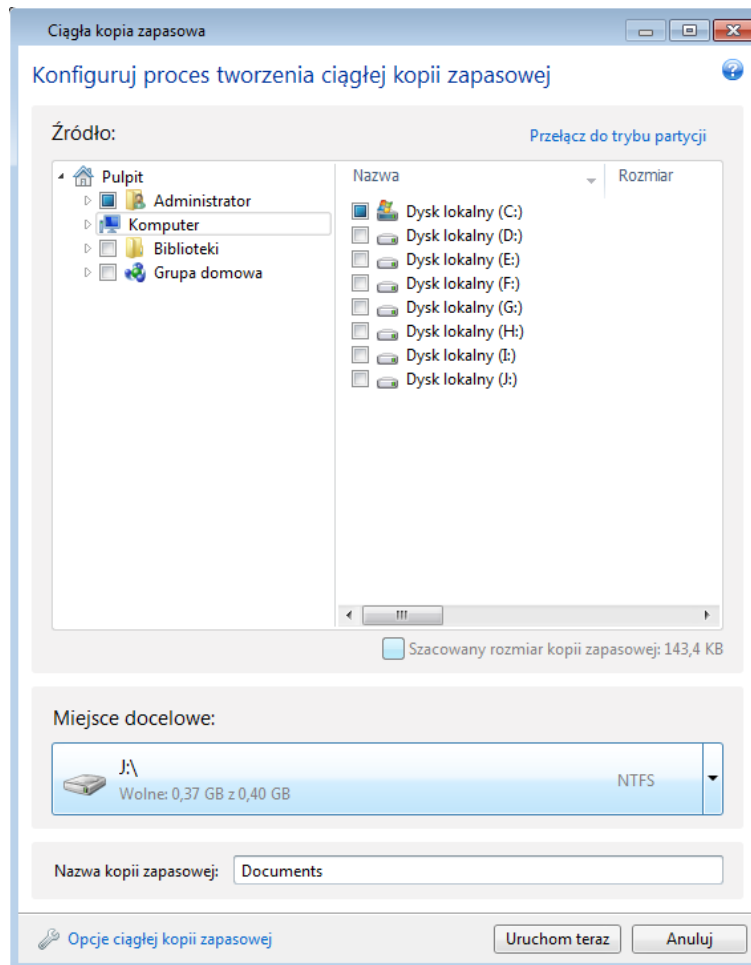 Ciągła kopia zapasowa
Konfiguruj proces tworzenia ciągłej kopii zapasowej
Źródło:
Przełącz do trybu partycji
Pulpit
Administrator
Komputer
Biblioteki
Grupa domowa
Nazwa Rozmiar
Dysk lokalny (C:)
Dysk lokalny (D:)
Dysk lokalny (E:)
Dysk lokalny (F:)
Dysk lokalny (G:)
Dysk lokalny (H:)
Dysk lokalny (I:)
Dysk lokalny (J:)
Szacowany rozmiar kopii zapasowej: 143,4 KB
Miejsce docelowe:
J:\
Wolne: 0,37 GB z 0,40 GB
NTFS
Nazwa kopii zapasowej: Documents
Opcje ciągłej kopii zapasowej
Uruchom teraz
Anuluj